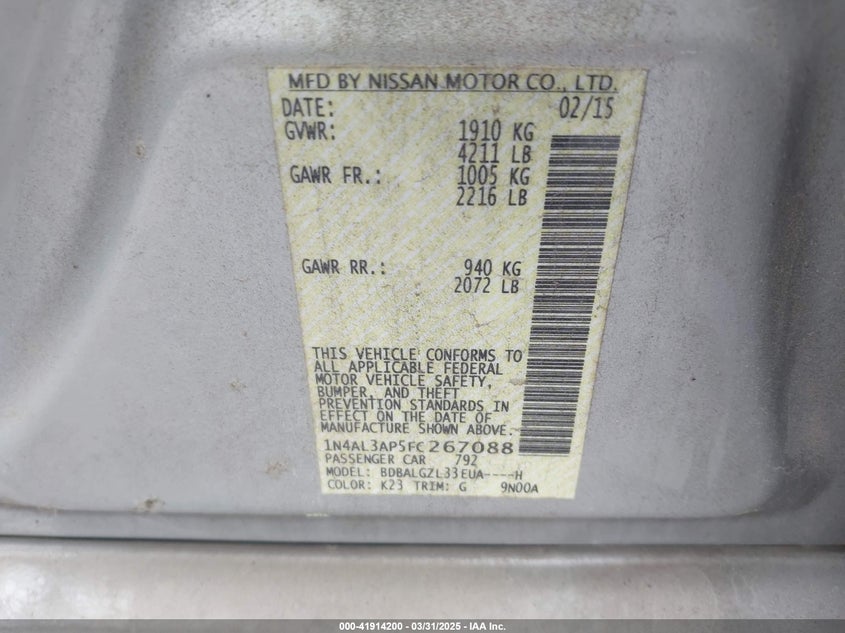 MFD BY NISSAN MOTOR CO., LTD.
DATE: 02/15
GVWR: 1910 KG
4211 LB
GAWR FR.: 1005 KG
2216 LB
GAWR RR.: 940 KG
2072 LB
THIS VEHICLE CONFORMS TO
ALL APPLICABLE FEDERAL
MOTOR VEHICLE SAFETY,
BUMPER, AND THEFT
PREVENTION STANDARDS IN
EFFECT ON THE DATE OF
MANUFACTURE SHOWN ABOVE.
1N4AL3AP5FC267088
PASSENGER CAR 792
MODEL: BDBALGZL33EUA----H
COLOR: K23 TRIM: G 9N00A
000-41914200 - 03/31/2025 - IAA Inc.